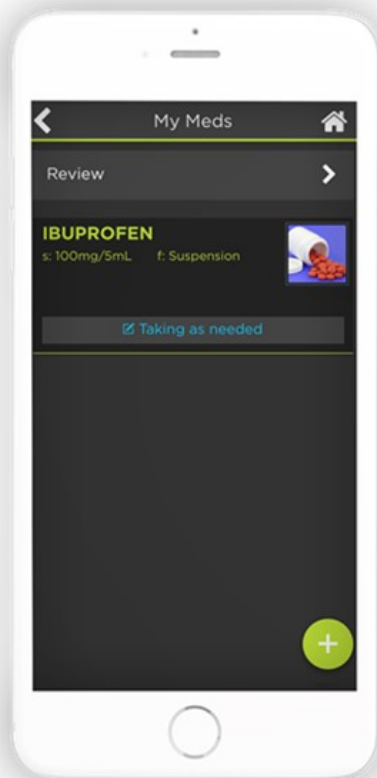 My Meds
Review
IBUPROFEN
s: 100mg/5mL f: Suspension
Taking as needed